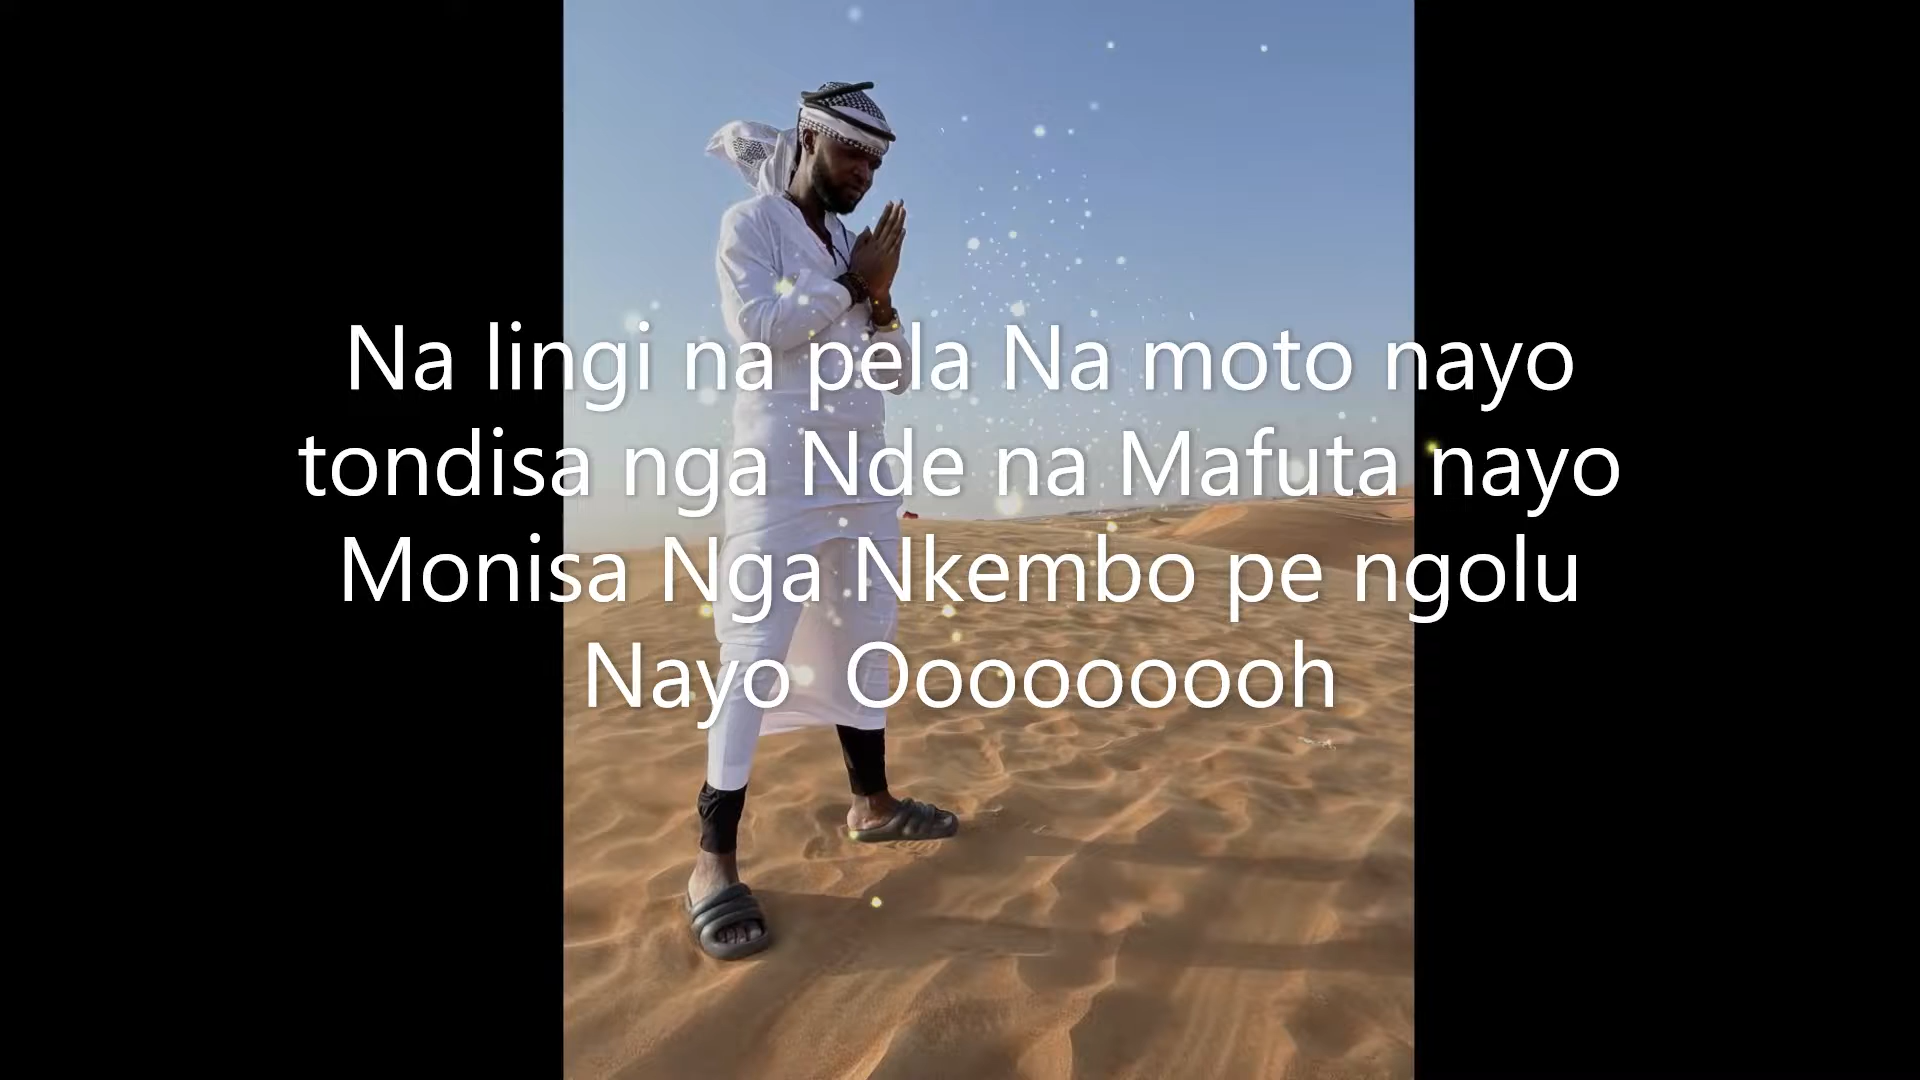 Na lingi na pela Na moto nayo
tondisa nga Nde na Mafuta nayo
Monisa Nga Nkembo pe ngolu
Nayo  Oooooooooh